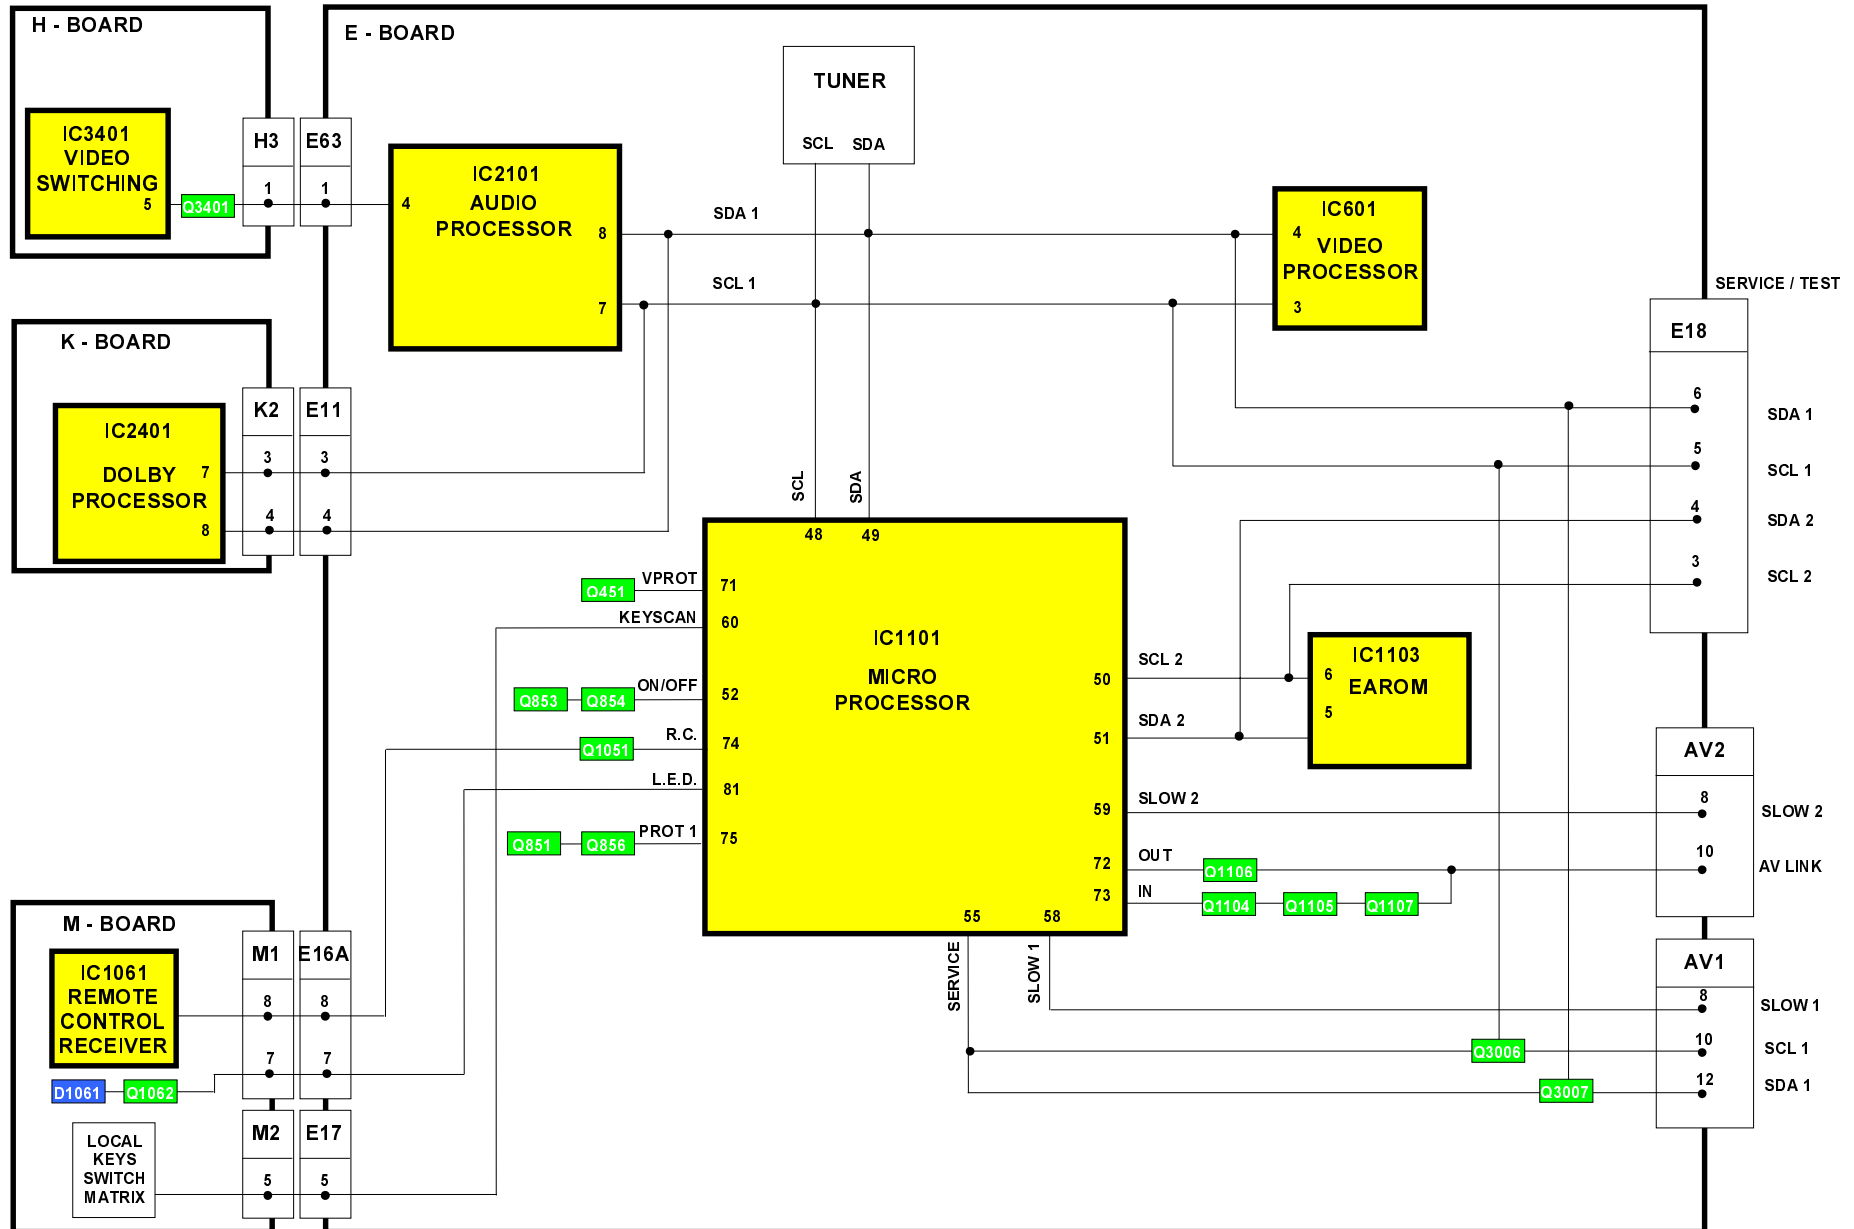 H - BOARD
IC3401
VIDEO
SWITCHING
5
Q3401
H3
1
E63
1
E - BOARD
IC2101
AUDIO
PROCESSOR
4
8
7
TUNER
SCL
SDA
SDA 1
SCL 1
IC601
VIDEO
PROCESSOR
4
3
SERVICE / TEST
E18
6
SDA 1
5
SCL 1
4
SDA 2
3
SCL 2
K - BOARD
IC2401
DOLBY
PROCESSOR
7
8
K2
3
4
E11
3
4
SCL
SDA
48
49
IC1101
MICRO
PROCESSOR
VPROT
Q451
71
KEYSCAN
60
ON/OFF
Q853
Q854
52
R.C.
Q1051
74
L.E.D.
81
PROT 1
Q851
Q856
75
50
SCL 2
51
SDA 2
IC1103
EAROM
6
5
59
SLOW 2
72
OUT
Q1106
73
IN
Q1104
Q1105
Q1107
55
58
SERVICE
SLOW 1
AV2
8
SLOW 2
10
AV LINK
AV1
8
SLOW 1
10
SCL 1
12
SDA 1
Q3006
Q3007
M - BOARD
IC1061
REMOTE
CONTROL
RECEIVER
D1061
Q1062
M1
8
7
E16A
8
7
M2
5
E17
5
LOCAL
KEYS
SWITCH
MATRIX